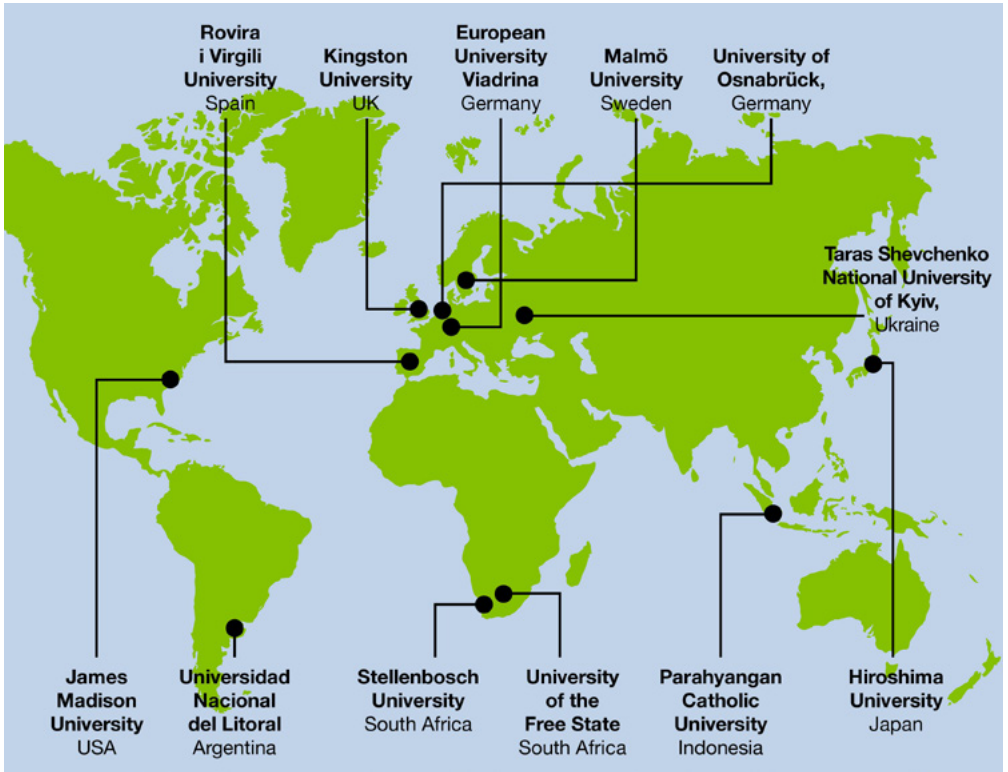 Rovira
i Virgili
University
Spain
Kingston
University
UK
European
University
Viadrina
Germany
Malmö
University
Sweden
University of
Osnabrück,
Germany
Taras Shevchenko
National University
of Kyiv,
Ukraine
James
Madison
University
USA
Universidad
Nacional
del Litoral
Argentina
Stellenbosch
University
South Africa
University
of the
Free State
South Africa
Parahyangan
Catholic
University
Indonesia
Hiroshima
University
Japan